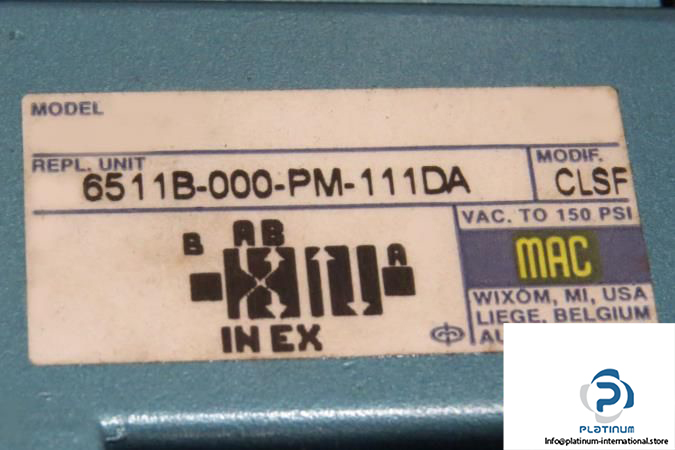 MODEL
REPL. UNIT
6511B-000-PM-111DA
MODIF.
CLSF
B AB A
IN EX
VAC. TO 150 PSI
MAC
WIXOM, MI, USA
LIEGE, BELGIUM
PLATINUM
Info@platinum-international.store